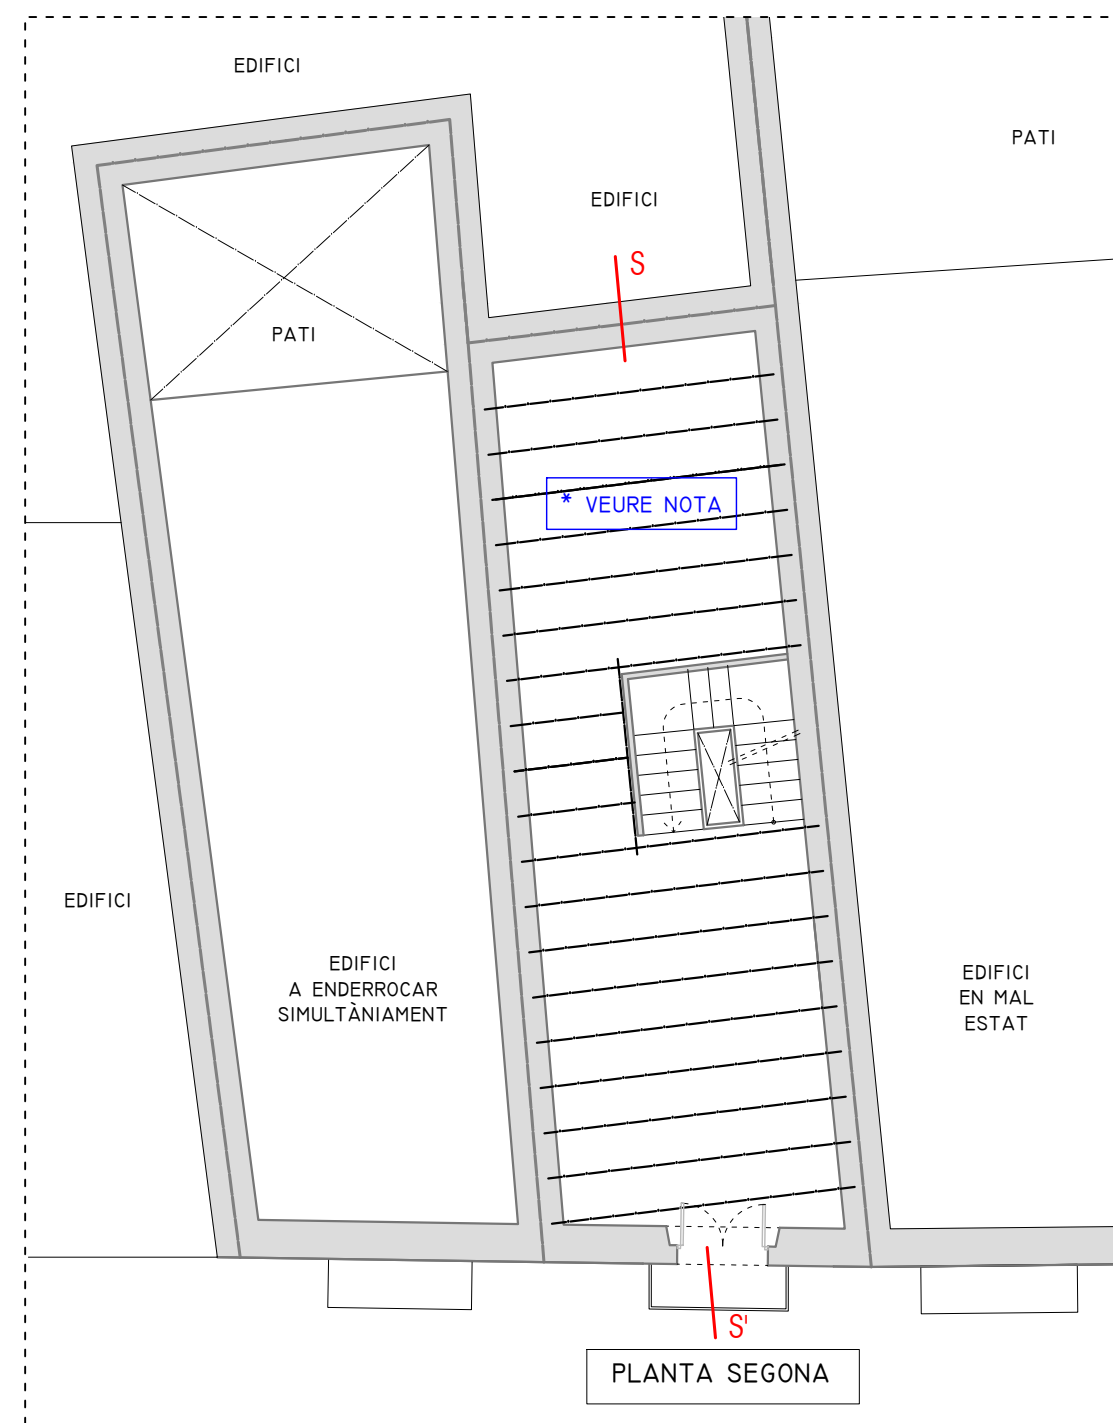 EDIFICI
PATI
EDIFICI
S
PATI
* VEURE NOTA
EDIFICI
EDIFICI
A ENDERROCAR
SIMULTÀNIAMENT
EDIFICI
EN MAL
ESTAT
S'
PLANTA SEGONA